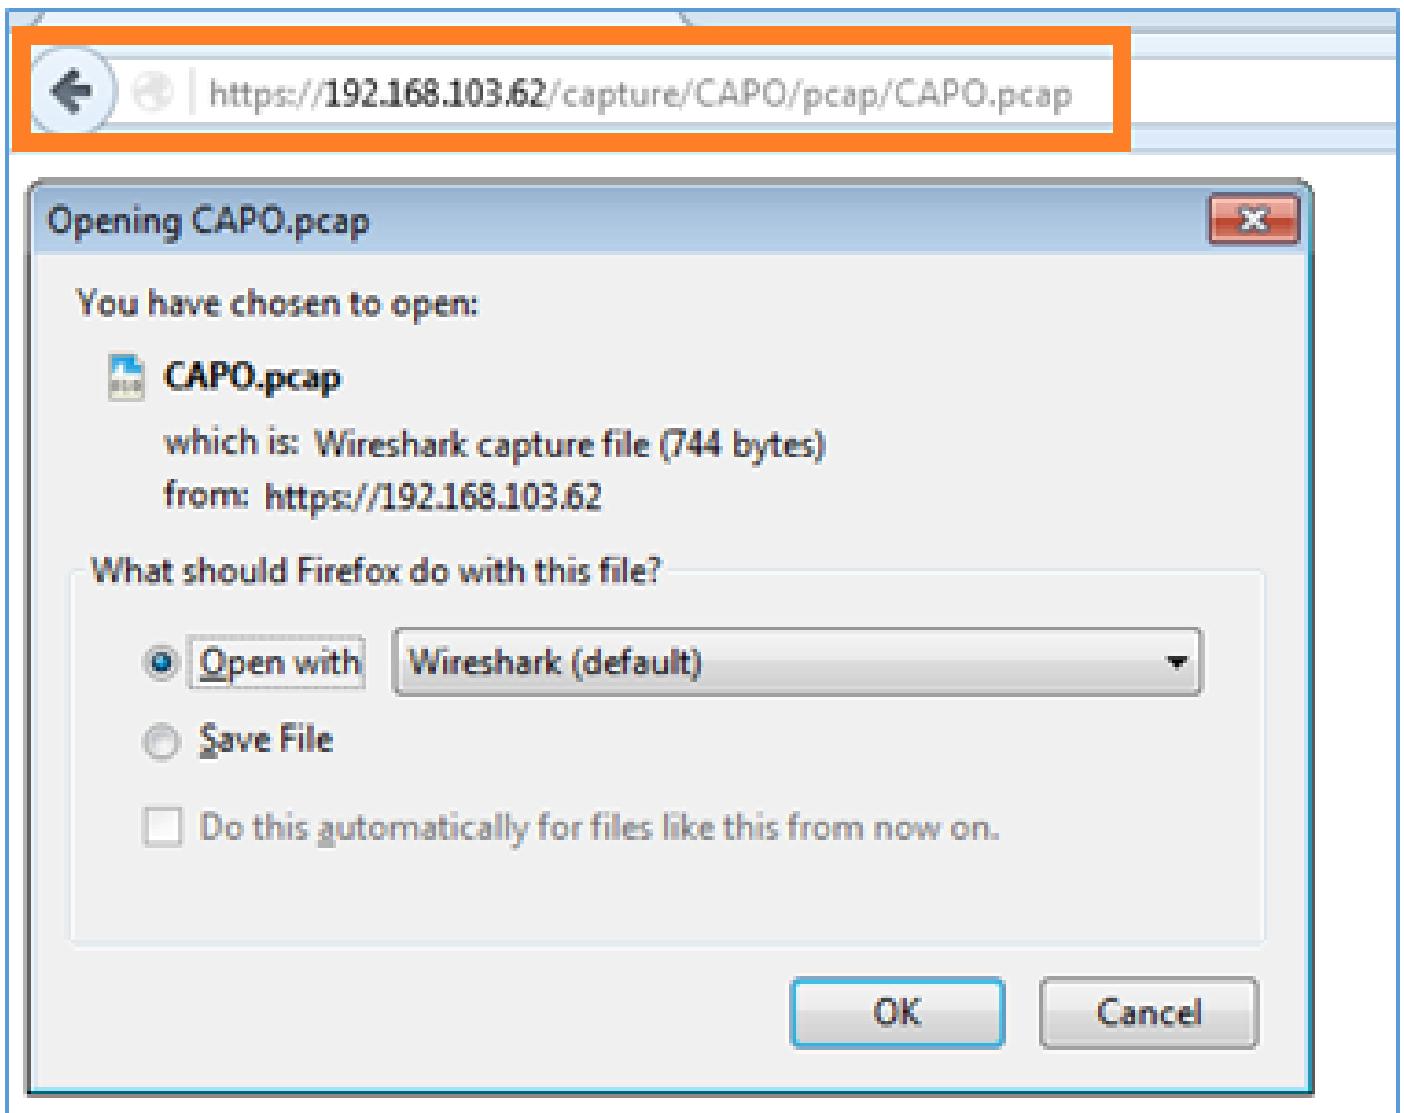 https://192.168.103.62/capture/CAPO/pcap/CAPO.pcap
Opening CAPO.pcap
You have chosen to open:
CAPO.pcap
which is: Wireshark capture file (744 bytes)
from: https://192.168.103.62
What should Firefox do with this file?
Open with Wireshark (default)
Save File
Do this automatically for files like this from now on.
OK Cancel